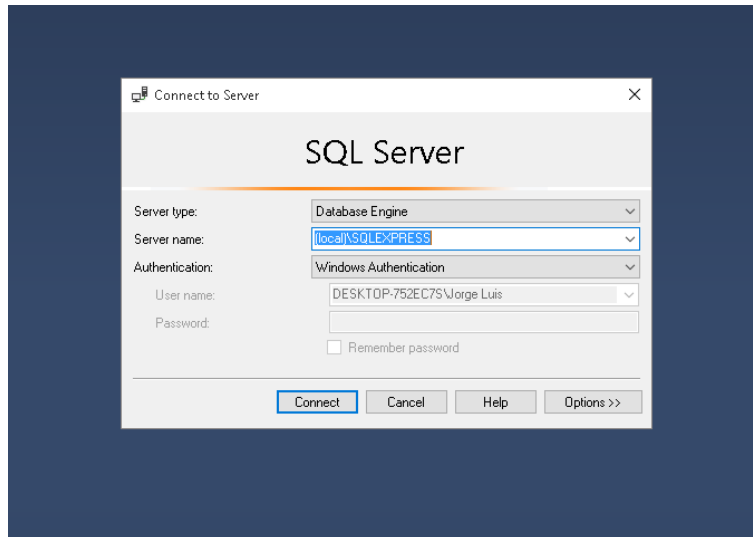 Connect to Server
SQL Server
Server type: Database Engine
Server name: (local)\SQLEXPRESS
Authentication: Windows Authentication
User name: DESKTOP-752EC7S\Jorge Luis
Password:
Remember password
Connect Cancel Help Options >>